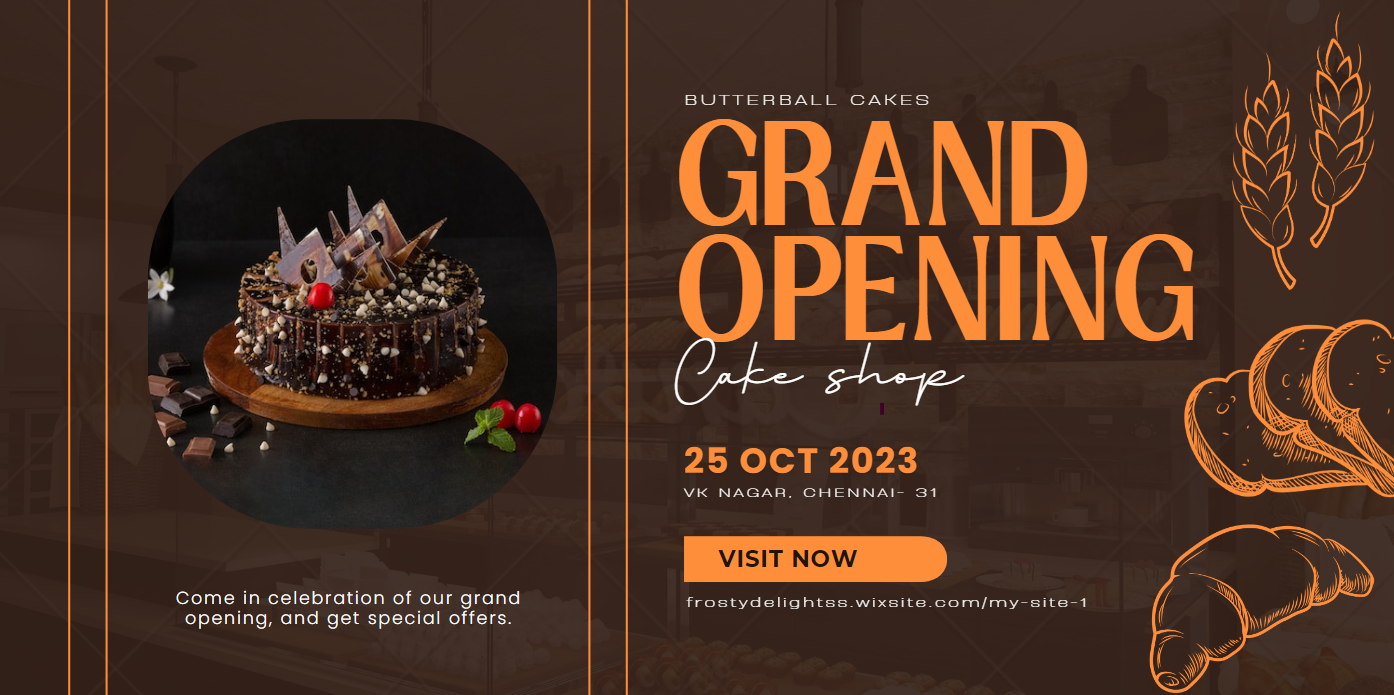 BUTTERBALL CAKES
GRAND
OPENING
Cake shop
25 OCT 2023
VK NAGAR, CHENNAI- 31
VISIT NOW
frostydelightss.wixsite.com/my-site-1
Come in celebration of our grand
opening, and get special offers.